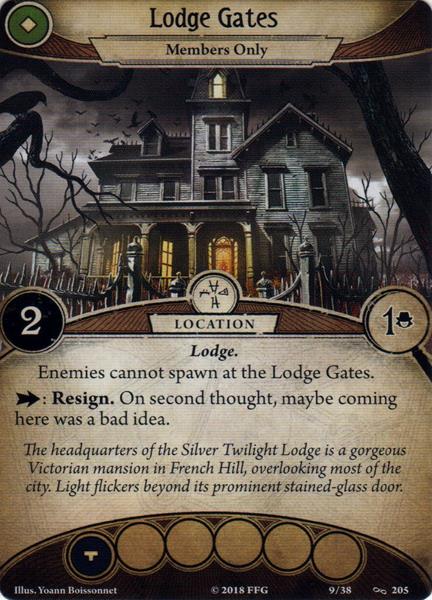 Lodge Gates
Members Only
2
1
LOCATION
Lodge.
Enemies cannot spawn at the Lodge Gates.
: Resign. On second thought, maybe coming
here was a bad idea.
The headquarters of the Silver Twilight Lodge is a gorgeous
Victorian mansion in French Hill, overlooking most of the
city. Light flickers beyond its prominent stained-glass door.
Illus. Yoann Boissonnet
© 2018 FFG
9/38
205